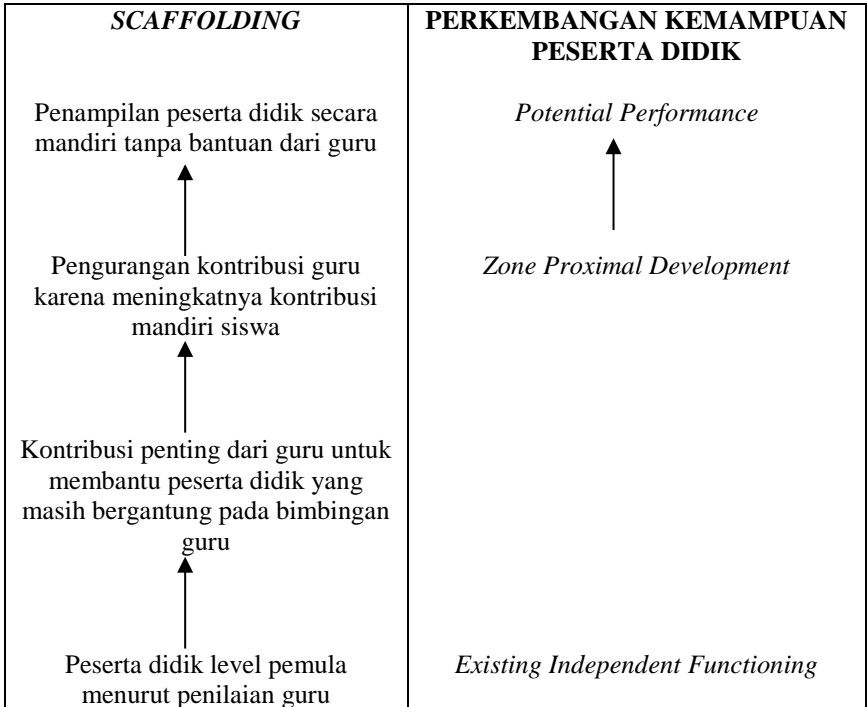 SCAFFOLDING
PERKEMBANGAN KEMAMPUAN
PESERTA DIDIK
Penampilan peserta didik secara
mandiri tanpa bantuan dari guru
Potential Performance
Pengurangan kontribusi guru
karena meningkatnya kontribusi
mandiri siswa
Zone Proximal Development
Kontribusi penting dari guru untuk
membantu peserta didik yang
masih bergantung pada bimbingan
guru
Peserta didik level pemula
menurut penilaian guru
Existing Independent Functioning